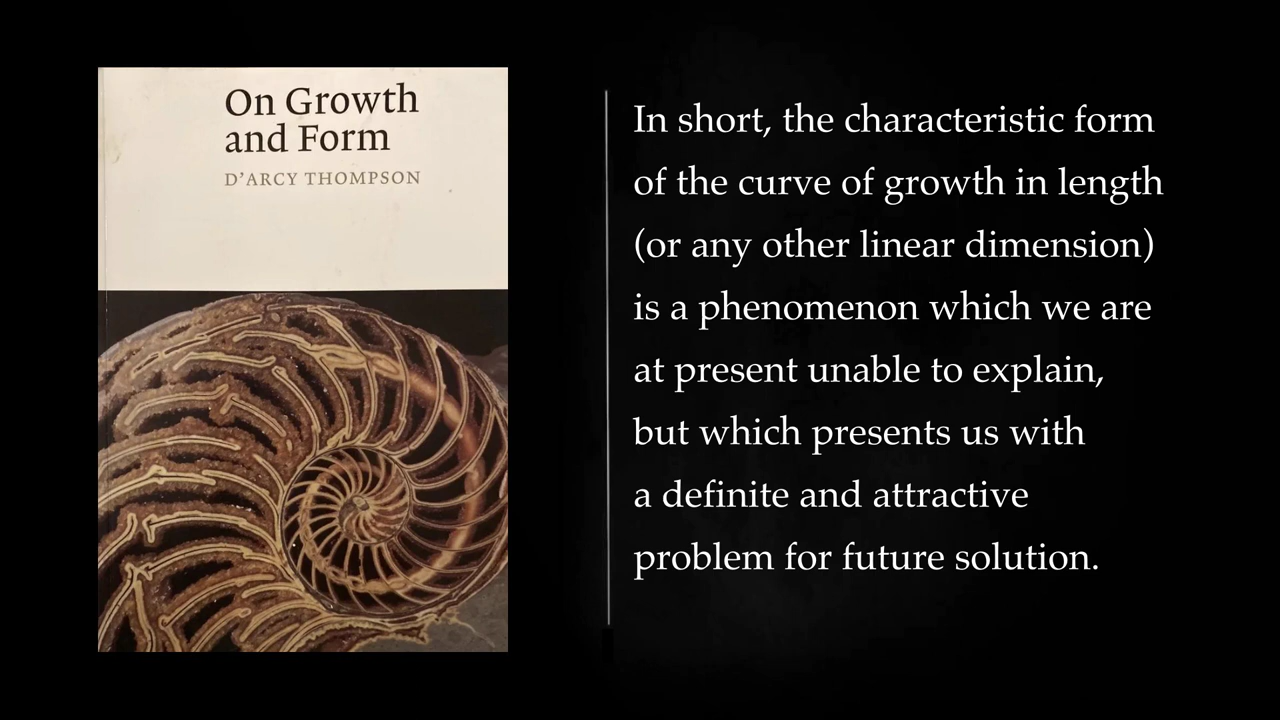 On Growth
and Form
D'ARCY THOMPSON
In short, the characteristic form
of the curve of growth in length
(or any other linear dimension)
is a phenomenon which we are
at present unable to explain,
but which presents us with
a definite and attractive
problem for future solution.